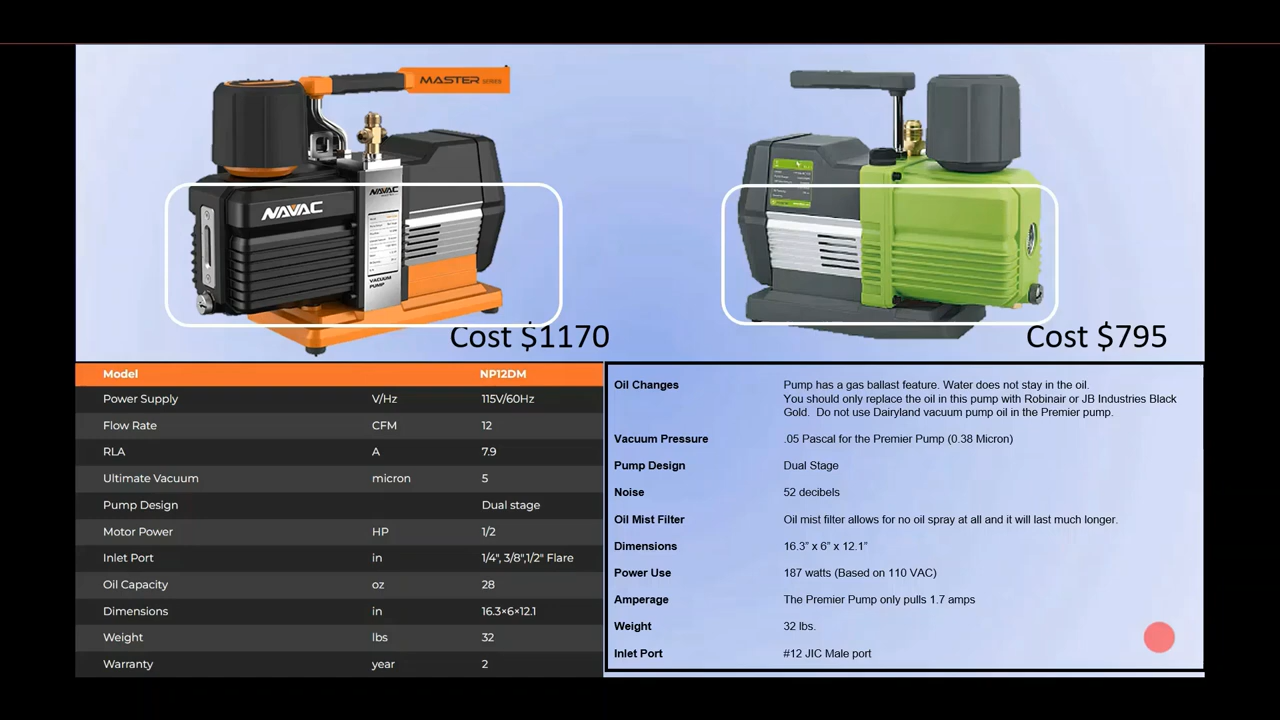 MASTER SERIES
NAVAC
NAVAC
VACUUM
PUMP
Cost $1170
Cost $795
Model NP12DM
Power Supply V/Hz 115V/60Hz
Flow Rate CFM 12
RLA A 7.9
Ultimate Vacuum micron 5
Pump Design Dual stage
Motor Power HP 1/2
Inlet Port in 1/4", 3/8",1/2" Flare
Oil Capacity oz 28
Dimensions in 16.3×6×12.1
Weight lbs 32
Warranty year 2
Oil Changes Pump has a gas ballast feature. Water does not stay in the oil.
You should only replace the oil in this pump with Robinair or JB Industries Black
Gold. Do not use Dairyland vacuum pump oil in the Premier pump.
Vacuum Pressure .05 Pascal for the Premier Pump (0.38 Micron)
Pump Design Dual Stage
Noise 52 decibels
Oil Mist Filter Oil mist filter allows for no oil spray at all and it will last much longer.
Dimensions 16.3” x 6” x 12.1”
Power Use 187 watts (Based on 110 VAC)
Amperage The Premier Pump only pulls 1.7 amps
Weight 32 lbs.
Inlet Port #12 JIC Male port